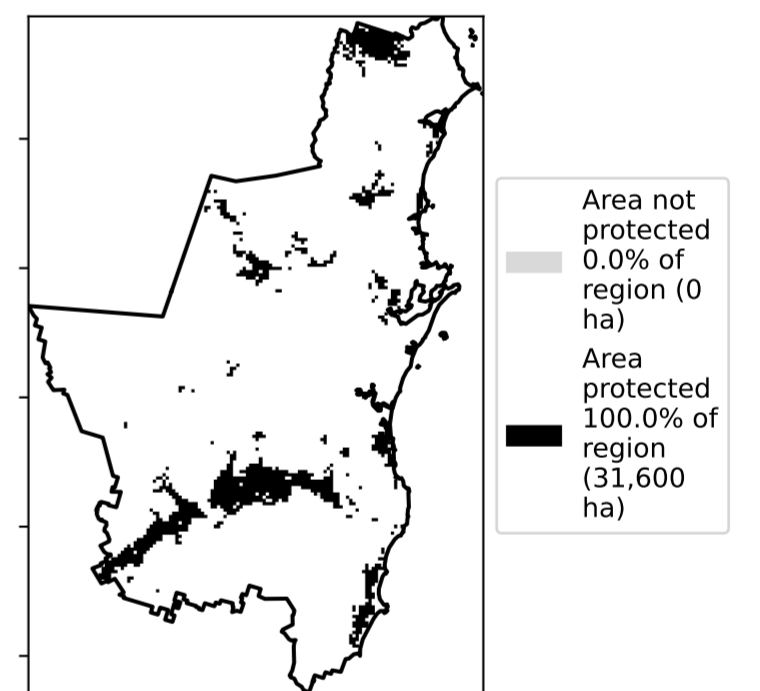 Area not
protected
0.0% of
region (0
ha)
Area
protected
100.0% of
region
(31,600
ha)